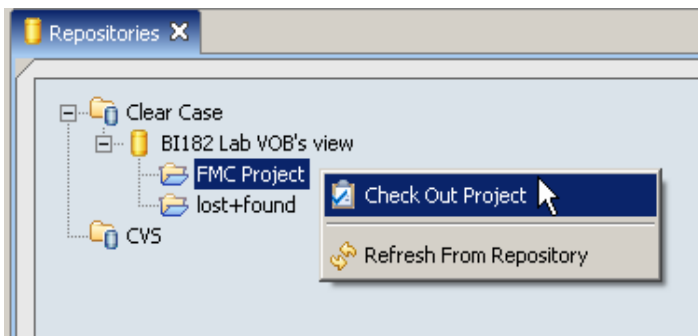 Repositories
Clear Case
BI182 Lab VOB's view
FMC Project
Check Out Project
lost+found
CVS
Refresh From Repository